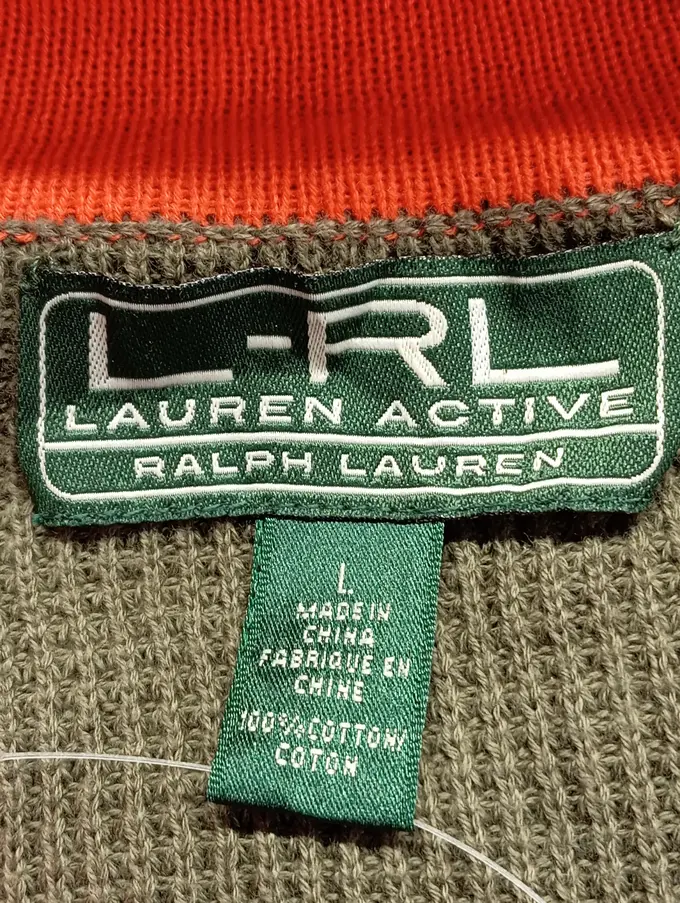 L-RL
LAUREN ACTIVE
RALPH LAUREN
L
MADE IN
CHINA
FABRIQUE EN
CHINE
100% COTTON/
COTON